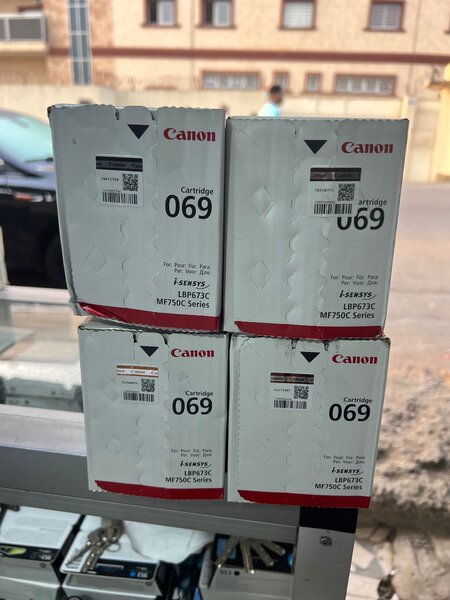 Canon
Canon
Cartridge
069
For: Pour: Für: Para:
Per: Voor: Для:
i-SENSYS
LBP673C
MF750C Series
Canon
Cartridge
069
For: Pour: Für: Para:
Per: Voor: Для:
i-SENSYS
LBP673C
MF750C Series
Canon
Canon
Cartridge
069
For: Pour: Für: Para:
Per: Voor: Для:
i-SENSYS
LBP673C
MF750C Series
Canon
Cartridge
069
For: Pour: Für: Para:
Per: Voor: Для:
i-SENSYS
LBP673C
MF750C Series